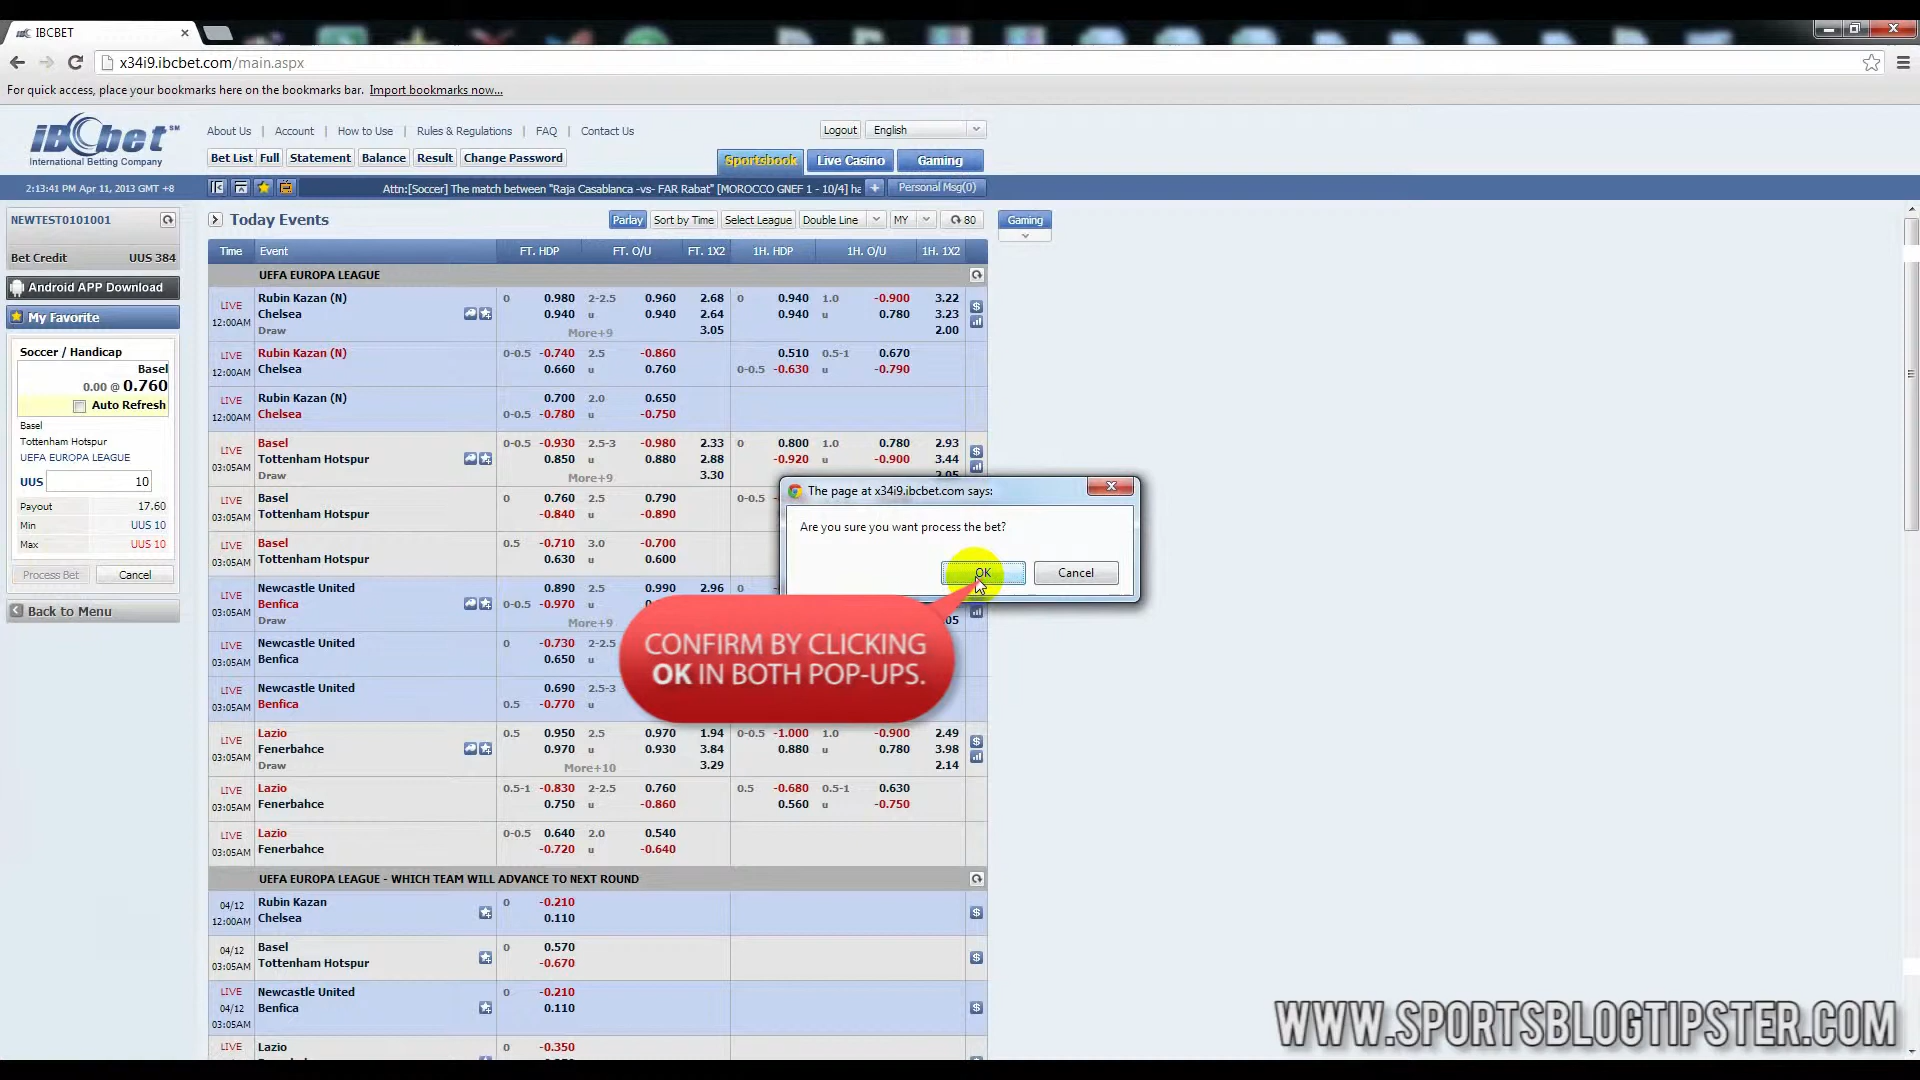 IBCBET
x34i9.ibcbet.com/main.aspx
For quick access, place your bookmarks here on the bookmarks bar. Import bookmarks now...
iBCbet SM
International Betting Company
About Us | Account | How to Use | Rules & Regulations | FAQ | Contact Us
Logout English
Bet List Full Statement Balance Result Change Password
Sportsbook Live Casino Gaming
2:13:41 PM Apr 11, 2013 GMT +8
Attn:[Soccer] The match between "Raja Casablanca -vs- FAR Rabat" [MOROCCO GNEF 1 - 10/4] ha
Personal Msg(0)
NEWTEST0101001
Bet Credit UUS 384
Android APP Download
My Favorite
Soccer / Handicap
Basel
0.00 @ 0.760
Auto Refresh
Basel
Tottenham Hotspur
UEFA EUROPA LEAGUE
UUS 10
Payout 17.60
Min UUS 10
Max UUS 10
Process Bet Cancel
Back to Menu
Today Events
Parlay Sort by Time Select League Double Line MY 80
Gaming
Time Event FT. HDP FT. O/U FT. 1X2 1H. HDP 1H. O/U 1H. 1X2
UEFA EUROPA LEAGUE
LIVE
12:00AM
Rubin Kazan (N) 0 0.980 2-2.5 0.960 2.68 0 0.940 1.0 -0.900 3.22
Chelsea 0.940 u 0.940 2.64 0.940 u 0.780 3.23
Draw More+9 3.05 2.00
LIVE
12:00AM
Rubin Kazan (N) 0-0.5 -0.740 2.5 -0.860 0.510 0.5-1 0.670
Chelsea 0.660 u 0.760 0-0.5 -0.630 u -0.790
LIVE
12:00AM
Rubin Kazan (N) 0.700 2.0 0.650
Chelsea 0-0.5 -0.780 u -0.750
LIVE
03:05AM
Basel 0-0.5 -0.930 2.5-3 -0.980 2.33 0 0.800 1.0 0.780 2.93
Tottenham Hotspur 0.850 u 0.880 2.88 -0.920 u -0.900 3.44
Draw More+9 3.30
LIVE
03:05AM
Basel 0 0.760 2.5 0.790 0-0.5
Tottenham Hotspur -0.840 u -0.890
LIVE
03:05AM
Basel 0.5 -0.710 3.0 -0.700
Tottenham Hotspur 0.630 u 0.600
LIVE
03:05AM
Newcastle United 0.890 2.5 0.990 2.96
Benfica 0-0.5 -0.970 u
Draw More+9
LIVE
03:05AM
Newcastle United -0.730 2-2.5
Benfica 0.650 u
LIVE
03:05AM
Newcastle United 0.690 2.5-3
Benfica 0.5 -0.770 u
LIVE
03:05AM
Lazio 0.5 0.950 2.5 0.970 1.94 0-0.5 -1.000 1.0 -0.900 2.49
Fenerbahce 0.970 u 0.930 3.84 0.880 u 0.780 3.98
Draw More+10 3.29 2.14
LIVE
03:05AM
Lazio 0.5-1 -0.830 2-2.5 0.760 0.5 -0.680 0.5-1 0.630
Fenerbahce 0.750 u -0.860 0.560 u -0.750
LIVE
03:05AM
Lazio 0-0.5 0.640 2.0 0.540
Fenerbahce -0.720 u -0.640
UEFA EUROPA LEAGUE - WHICH TEAM WILL ADVANCE TO NEXT ROUND
04/12
12:00AM
Rubin Kazan 0 -0.210
Chelsea 0.110
04/12
03:05AM
Basel 0 0.570
Tottenham Hotspur -0.670
LIVE
04/12
03:05AM
Newcastle United 0 -0.210
Benfica 0.110
LIVE
Lazio 0 -0.350
The page at x34i9.ibcbet.com says:
Are you sure you want process the bet?
OK Cancel
CONFIRM BY CLICKING
OK IN BOTH POP-UPS.
WWW.SPORTSBLOGTIPSTER.COM